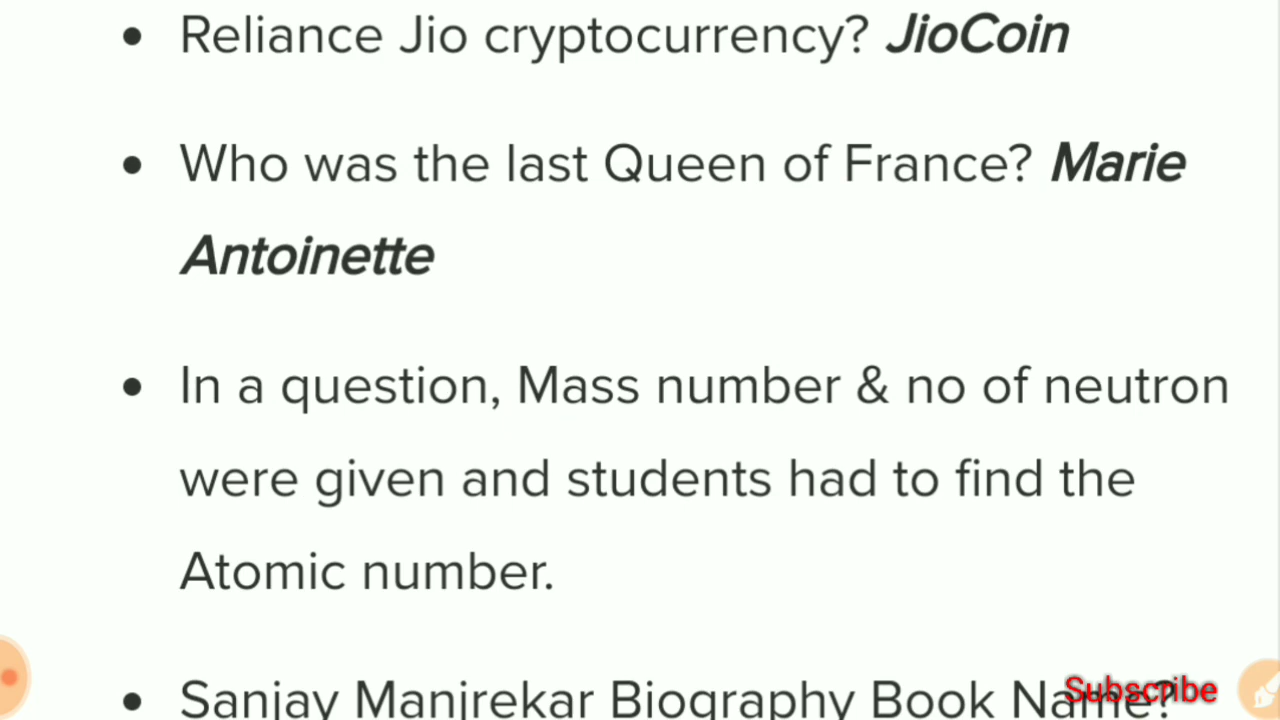 Reliance Jio cryptocurrency? JioCoin
Who was the last Queen of France? Marie
Antoinette
In a question, Mass number & no of neutron
were given and students had to find the
Atomic number.
Sanjay Manjrekar Biography Book Name?
Subscribe